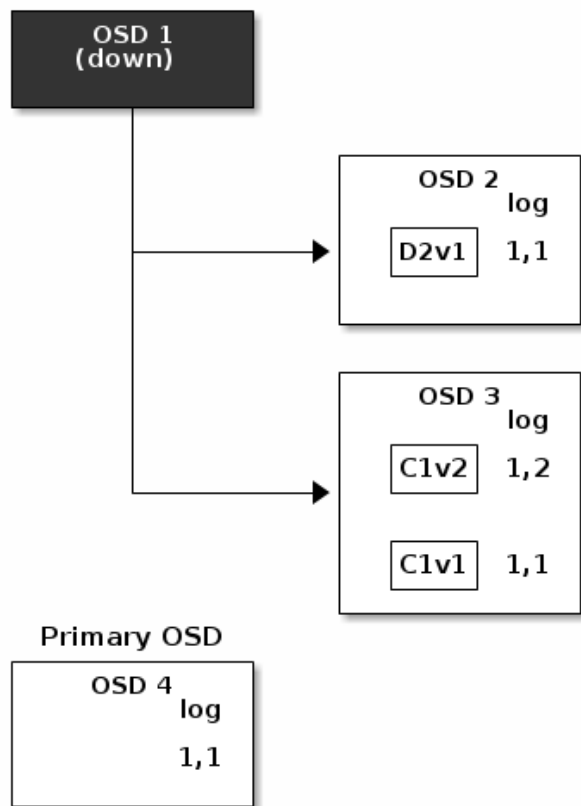 OSD 1
(down)
OSD 2
log
D2v1 1,1
OSD 3
log
C1v2 1,2
C1v1 1,1
Primary OSD
OSD 4
log
1,1